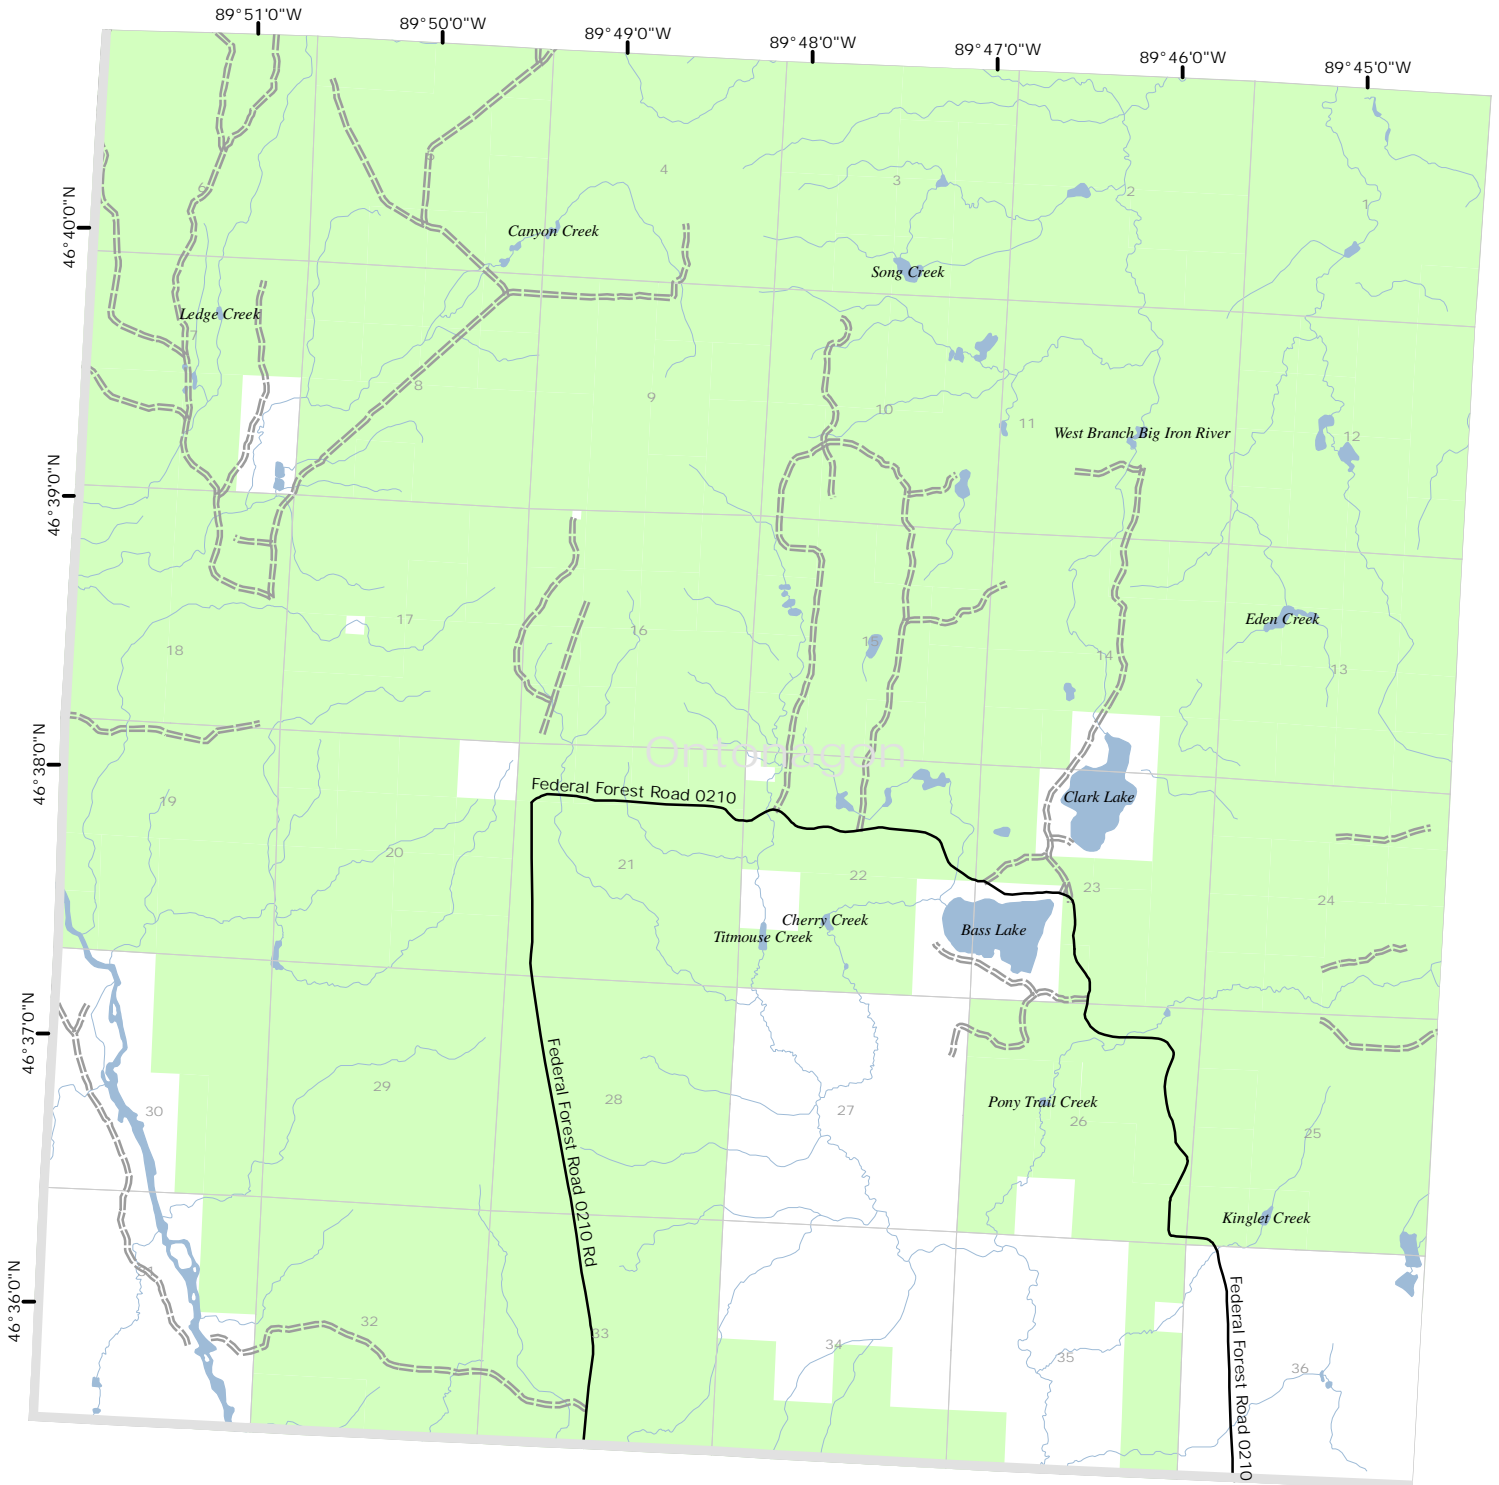 89°51'0"W
89°50'0"W
89°49'0"W
89°48'0"W
89°47'0"W
89°46'0"W
89°45'0"W
46°40'0"N
46°39'0"N
46°38'0"N
46°37'0"N
46°36'0"N
6
4
3
2
1
Canyon Creek
Song Creek
Ledge Creek
7
8
9
10
11
12
West Branch Big Iron River
18
17
16
15
14
13
Eden Creek
Ontonagon
Federal Forest Road 0210
Clark Lake
19
20
21
22
23
24
Cherry Creek
Titmouse Creek
Bass Lake
Federal Forest Road 0210 Rd
30
29
28
27
26
25
Pony Trail Creek
Kinglet Creek
31
32
33
34
35
36
Federal Forest Road 0210